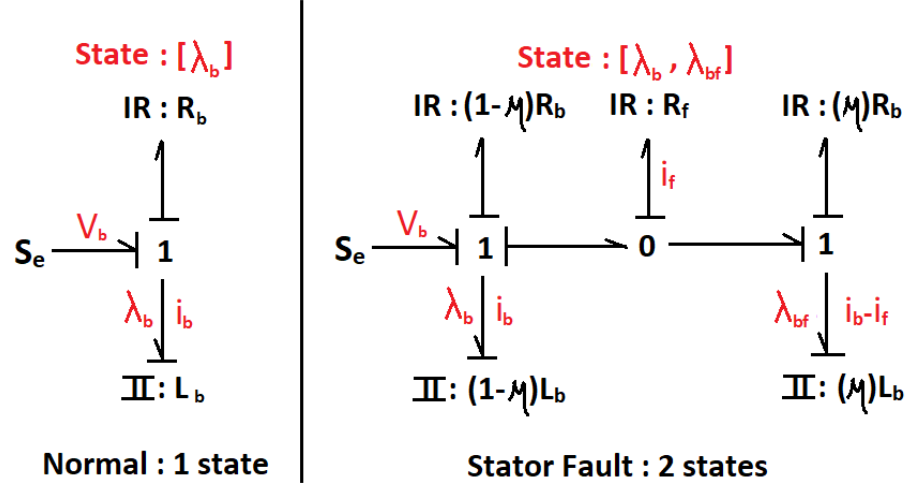 State : [λb]
IR : Rb
Vb
Se
1
λb
ib
II : Lb
Normal : 1 state
State : [λb , λbf]
IR : (1-μ)Rb
IR : Rf
IR : (μ)Rb
if
Vb
Se
1
0
1
λb
ib
λbf
ib-if
II : (1-μ)Lb
II : (μ)Lb
Stator Fault : 2 states